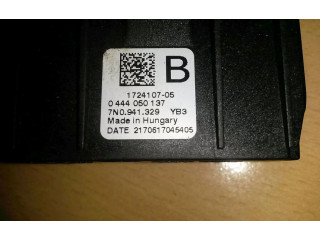 B
1724107-05
0 444 050 137
7N0.941.329 YB3
Made in Hungary
DATE 2170617045405